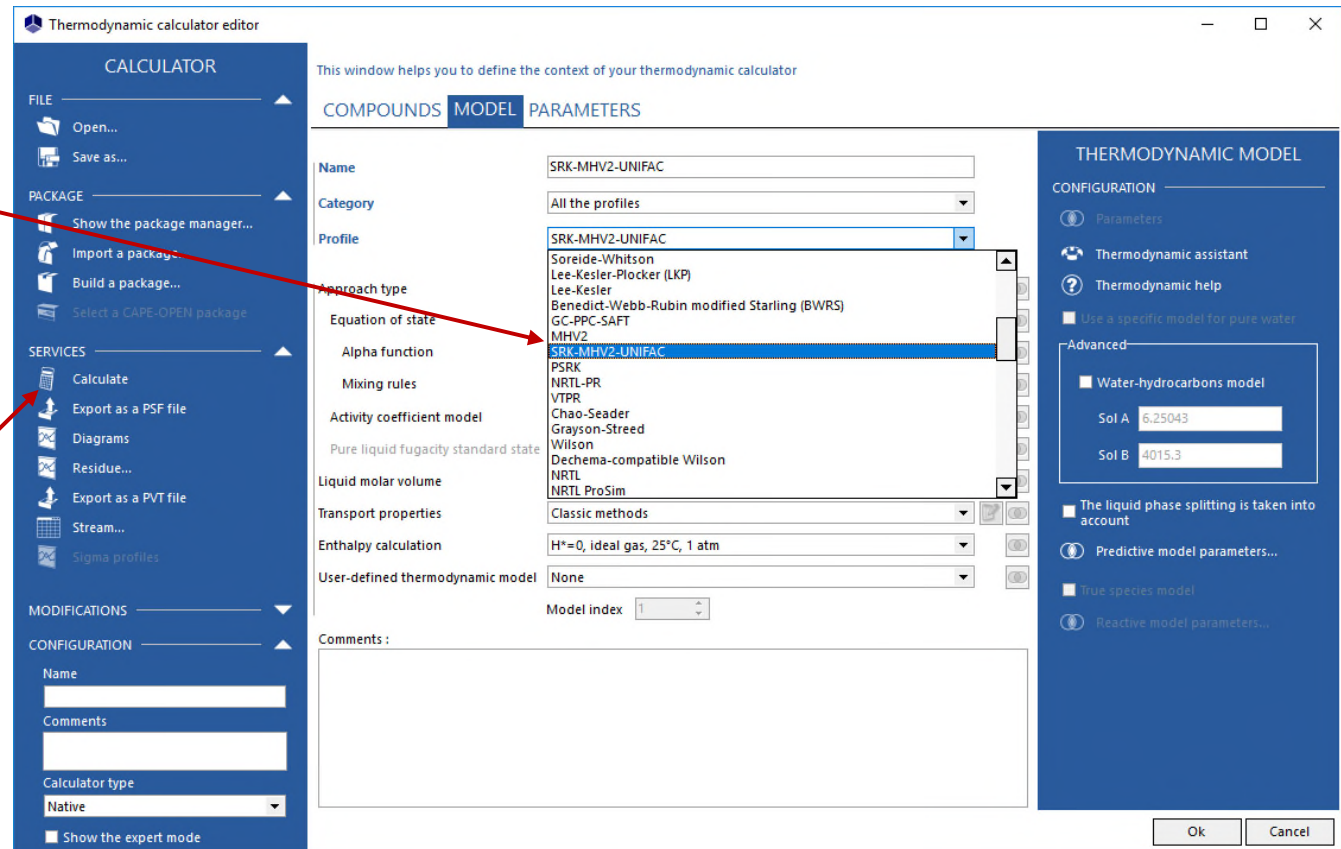 Thermodynamic calculator editor
CALCULATOR
FILE
Open...
Save as...
PACKAGE
Show the package manager...
Import a package...
Build a package...
Select a CAPE-OPEN package
SERVICES
Calculate
Export as a PSF file
Diagrams
Residue...
Export as a PVT file
Stream...
Sigma profiles
MODIFICATIONS
CONFIGURATION
Name
Comments
Calculator type
Native
Show the expert mode
This window helps you to define the context of your thermodynamic calculator
COMPOUNDS MODEL PARAMETERS
Name SRK-MHV2-UNIFAC
Category All the profiles
Profile SRK-MHV2-UNIFAC
Soreide-Whitson
Lee-Kesler-Plocker (LKP)
Lee-Kesler
Benedict-Webb-Rubin modified Starling (BWRS)
GC-PPC-SAFT
MHV2
SRK-MHV2-UNIFAC
PSRK
NRTL-PR
VTPR
Chao-Seader
Grayson-Streed
Wilson
Dechema-compatible Wilson
NRTL
NRTL ProSim
Approach type
Equation of state
Alpha function
Mixing rules
Activity coefficient model
Pure liquid fugacity standard state
Liquid molar volume
Transport properties Classic methods
Enthalpy calculation H*=0, ideal gas, 25°C, 1 atm
User-defined thermodynamic model None
Model index 1
Comments :
THERMODYNAMIC MODEL
CONFIGURATION
Parameters
Thermodynamic assistant
Thermodynamic help
Use a specific model for pure water
Advanced
Water-hydrocarbons model
Sol A 6.25043
Sol B 4015.3
The liquid phase splitting is taken into
account
Predictive model parameters...
True species model
Reactive model parameters...
Ok Cancel